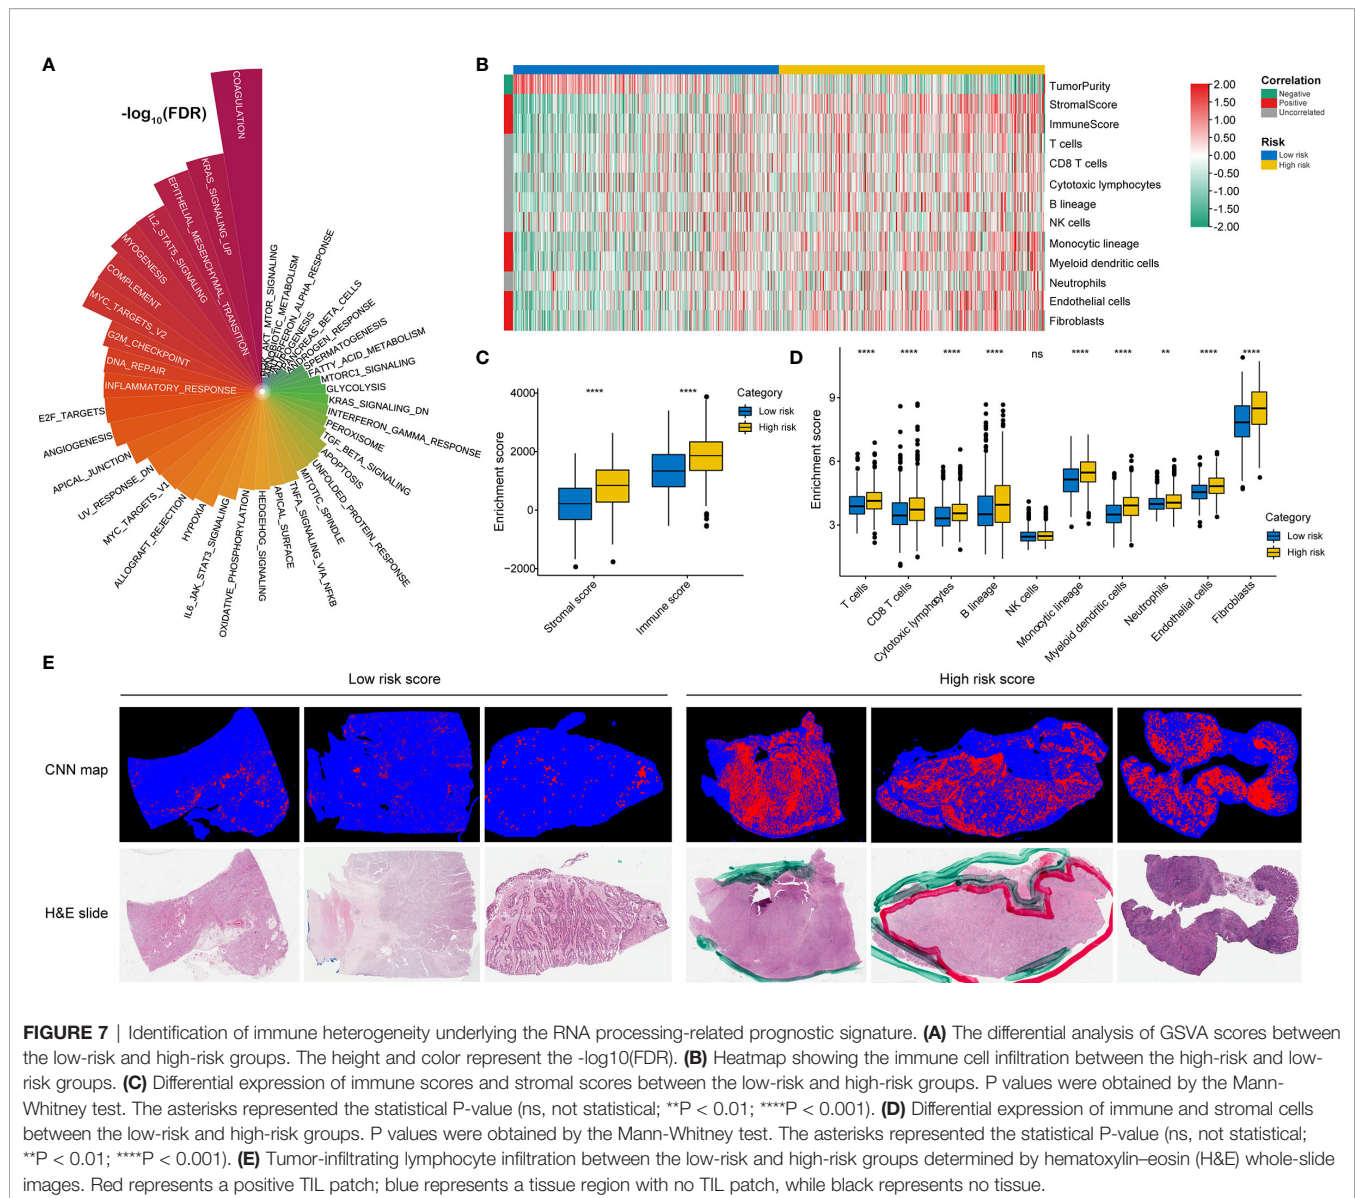 A
-log10(FDR)
COAGULATION
KRAS_SIGNALING_UP
EPITHELIAL_MESENCHYMAL_TRANSITION
IL2_STAT5_SIGNALING
MYOGENESIS
COMPLEMENT
MYC_TARGETS_V2
G2M_CHECKPOINT
DNA_REPAIR
INFLAMMATORY_RESPONSE
E2F_TARGETS
ANGIOGENESIS
APICAL_JUNCTION
UV_RESPONSE_DN
MYC_TARGETS_V1
ALLOGRAFT_REJECTION
HYPOXIA
IL6_JAK_STAT3_SIGNALING
OXIDATIVE_PHOSPHORYLATION
HEDGEHOG_SIGNALING
APICAL_SURFACE
TNFA_SIGNALING_VIA_NFKB
MITOTIC_SPINDLE
UNFOLDED_PROTEIN_RESPONSE
APOPTOSIS
TGF_BETA_SIGNALING
PEROXISOME
INTERFERON_GAMMA_RESPONSE
KRAS_SIGNALING_DN
GLYCOLYSIS
MTORC1_SIGNALING
FATTY_ACID_METABOLISM
SPERMATOGENESIS
ANDROGEN_RESPONSE
PANCREAS_BETA_CELLS
INTERFERON_ALPHA_RESPONSE
B
TumorPurity
StromalScore
ImmuneScore
T cells
CD8 T cells
Cytotoxic lymphocytes
B lineage
NK cells
Monocytic lineage
Myeloid dendritic cells
Neutrophils
Endothelial cells
Fibroblasts
2.00
1.50
1.00
0.50
0.00
-0.50
-1.00
-1.50
-2.00
Correlation
Negative
Positive
Uncorrelated
Risk
Low risk
High risk
C
Enrichment score
4000
2000
0
−2000
**** ****
Stromal score
Immune score
Category
Low risk
High risk
D
Enrichment score
9
6
3
**** **** **** **** ns **** **** ** **** ****
T cells
CD8 T cells
Cytotoxic lymphocytes
B lineage
NK cells
Monocytic lineage
Myeloid dendritic cells
Neutrophils
Endothelial cells
Fibroblasts
Category
Low risk
High risk
E
Low risk score
High risk score
CNN map
H&E slide
FIGURE 7 | Identification of immune heterogeneity underlying the RNA processing-related prognostic signature. (A) The differential analysis of GSVA scores between
the low-risk and high-risk groups. The height and color represent the -log10(FDR). (B) Heatmap showing the immune cell infiltration between the high-risk and low-
risk groups. (C) Differential expression of immune scores and stromal scores between the low-risk and high-risk groups. P values were obtained by the Mann-
Whitney test. The asterisks represented the statistical P-value (ns, not statistical; **P < 0.01; ****P < 0.001). (D) Differential expression of immune and stromal cells
between the low-risk and high-risk groups. P values were obtained by the Mann-Whitney test. The asterisks represented the statistical P-value (ns, not statistical;
**P < 0.01; ****P < 0.001). (E) Tumor-infiltrating lymphocyte infiltration between the low-risk and high-risk groups determined by hematoxylin–eosin (H&E) whole-slide
images. Red represents a positive TIL patch; blue represents a tissue region with no TIL patch, while black represents no tissue.